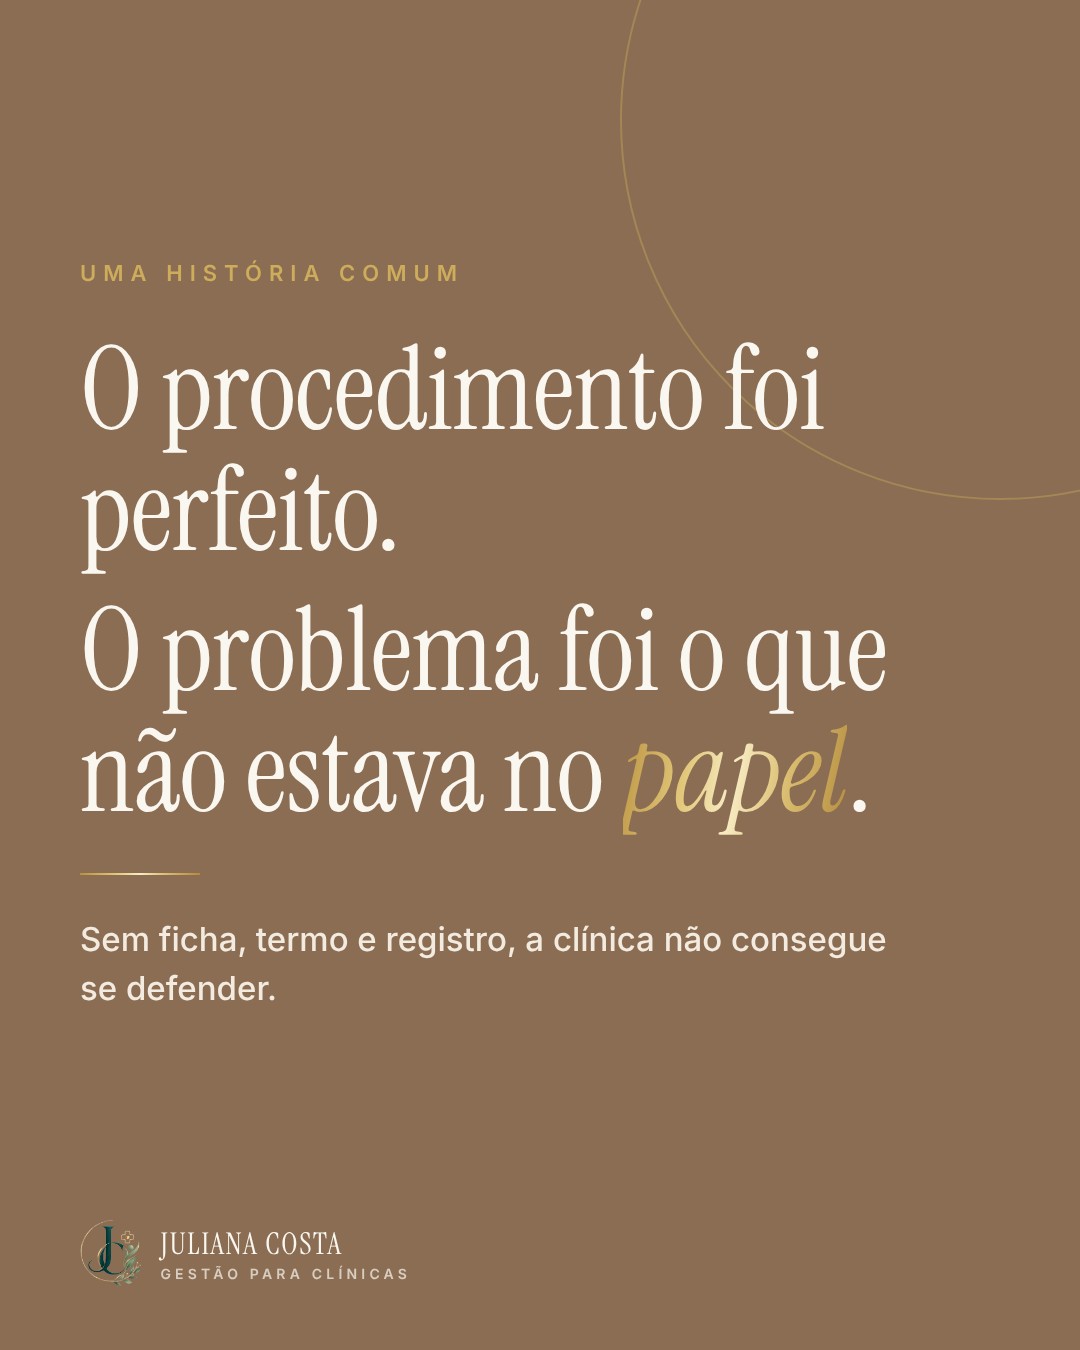 UMA HISTÓRIA COMUM
O procedimento foi
perfeito.
O problema foi o que
não estava no papel.
Sem ficha, termo e registro, a clínica não consegue
se defender.
JC
JULIANA COSTA
GESTÃO PARA CLÍNICAS